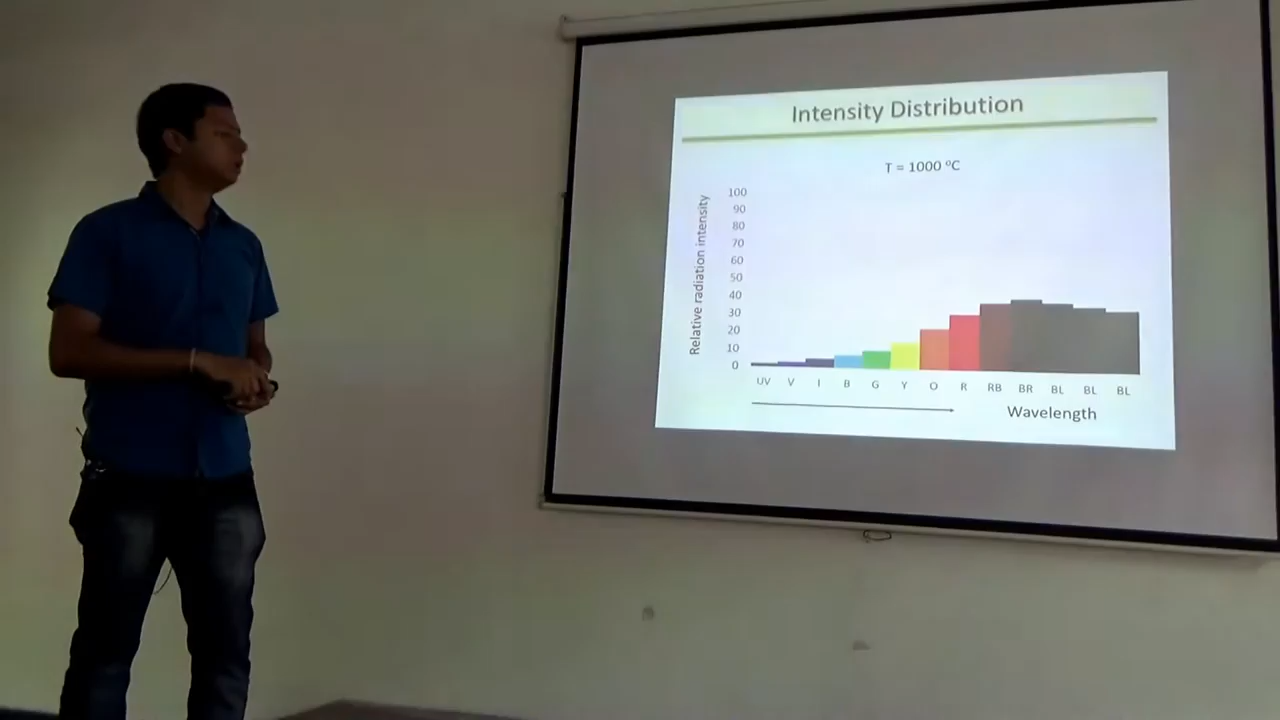 Intensity Distribution
T = 1000 ºC
Relative radiation intensity
100
90
80
70
60
50
40
30
20
10
0
UV V I B G Y O R RB BR BL BL BL
Wavelength